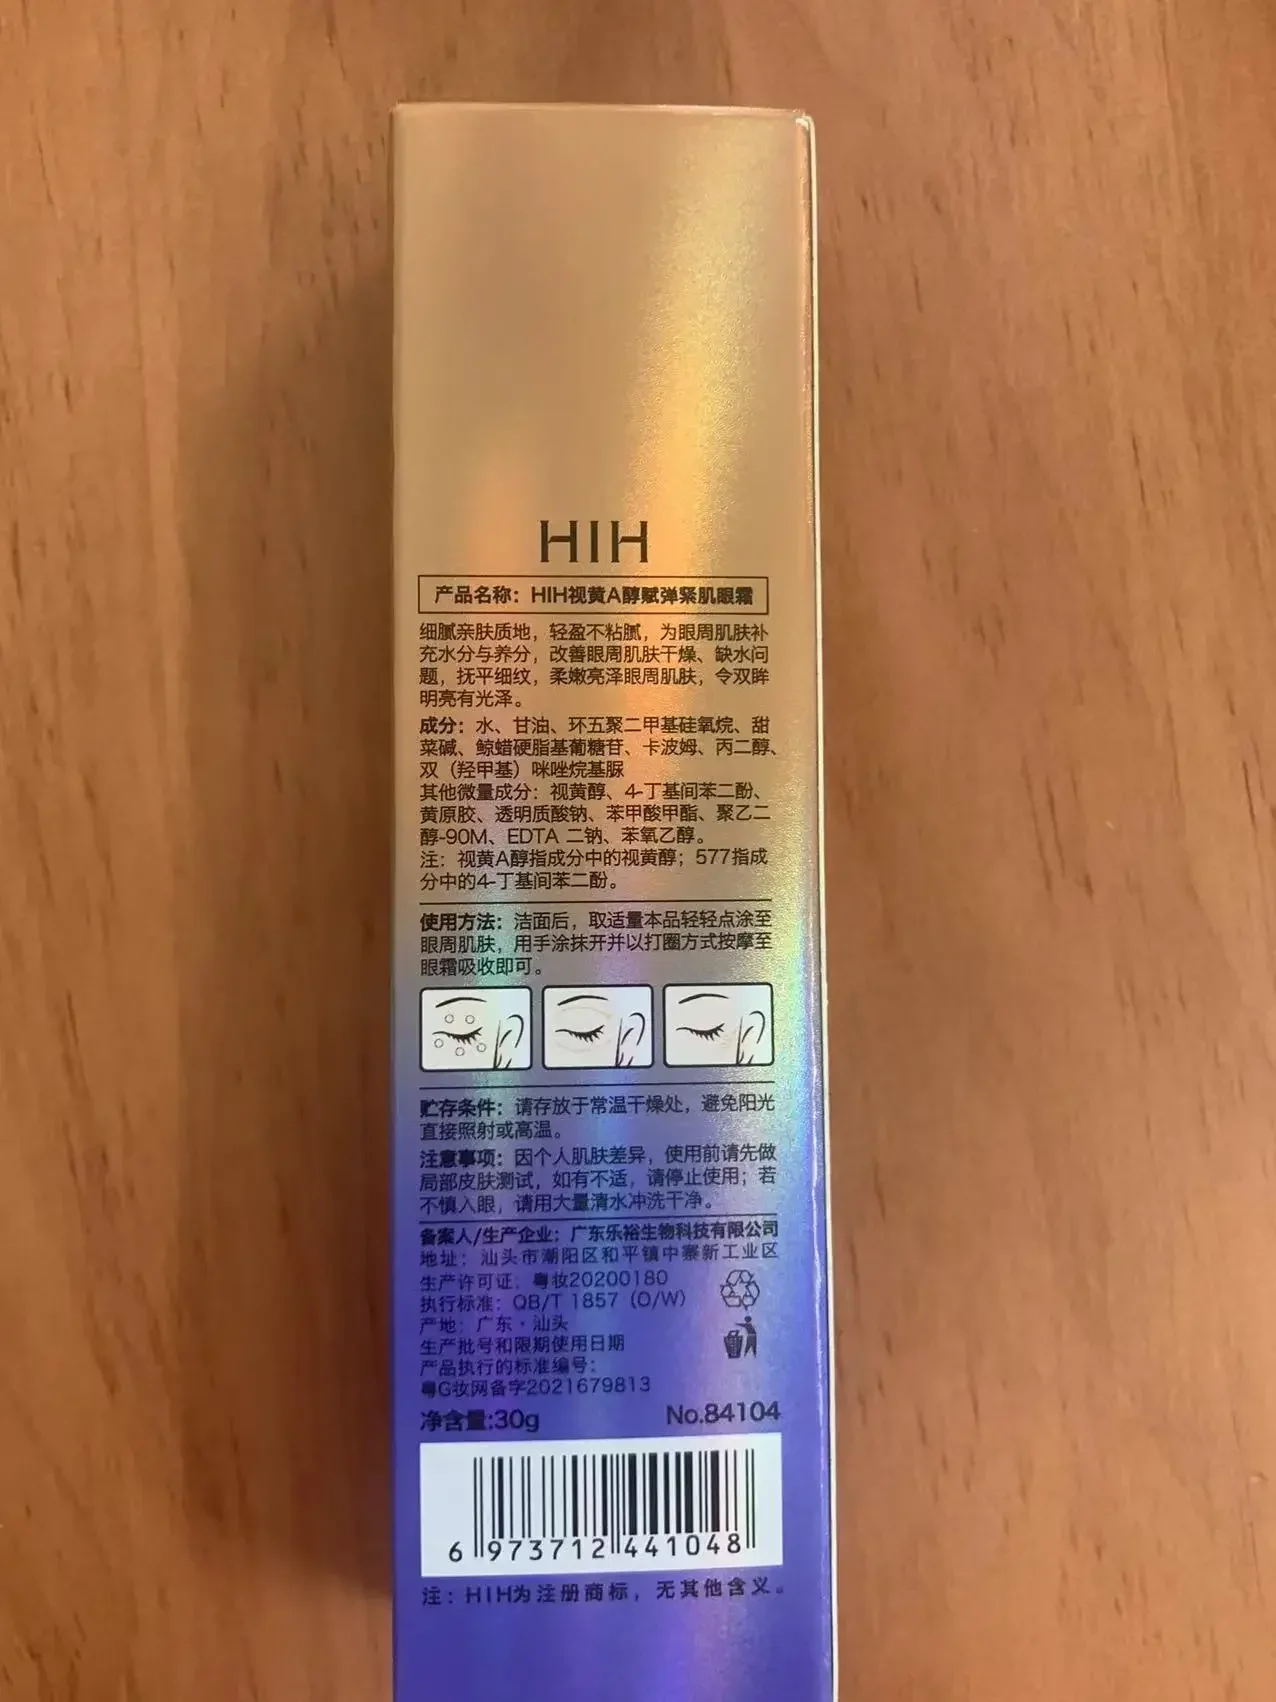 HIH
产品名称：HIH视黄A醇赋弹紧肌眼霜
细腻亲肤质地，轻盈不粘腻，为眼周肌肤补
充水分与养分，改善眼周肌肤干燥、缺水问
题，抚平细纹，柔嫩亮泽眼周肌肤，令双眸
明亮有光泽。
成分：水、甘油、环五聚二甲基硅氧烷、甜
菜碱、鲸蜡硬脂基葡糖苷、卡波姆、丙二醇、
双（羟甲基）咪唑烷基脲
其他微量成分：视黄醇、4-丁基间苯二酚、
黄原胶、透明质酸钠、苯甲酸甲酯、聚乙二
醇-90M、EDTA 二钠、苯氧乙醇。
注：视黄A醇指成分中的视黄醇；577指成
分中的4-丁基间苯二酚。
使用方法：洁面后，取适量本品轻轻点涂至
眼周肌肤，用手涂抹开并以打圈方式按摩至
眼霜吸收即可。
贮存条件：请存放于常温干燥处，避免阳光
直接照射或高温。
注意事项：因个人肌肤差异，使用前请先做
局部皮肤测试，如有不适，请停止使用；若
不慎入眼，请用大量清水冲洗干净。
备案人/生产企业：广东乐裕生物科技有限公司
地址：汕头市潮阳区和平镇中寨新工业区
生产许可证：粤妆20200180
执行标准：QB/T 1857（O/W）
产地：广东·汕头
生产批号和限期使用日期
产品执行的标准编号：
粤G妆网备字2021679813
净含量:30g No.84104
6 973712 441048
注：HIH为注册商标，无其他含义。